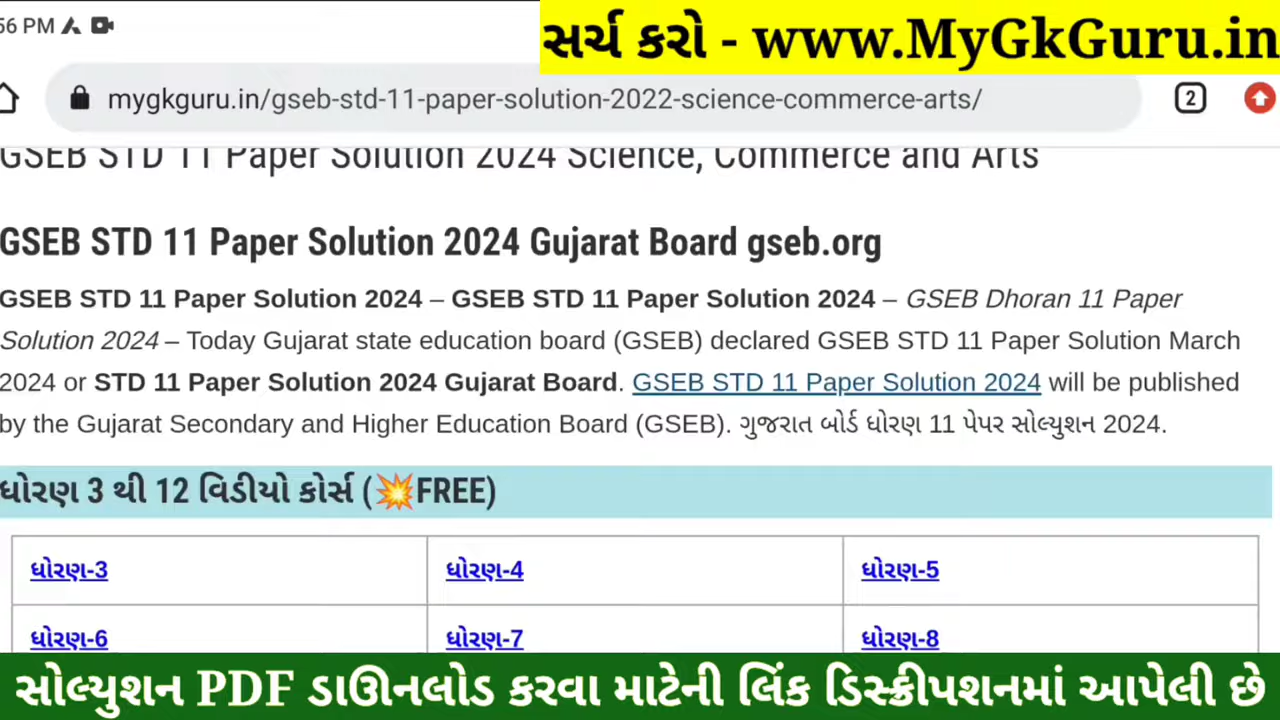 56 PM
સર્ચ કરો - www.MyGkGuru.in
mygkguru.in/gseb-std-11-paper-solution-2022-science-commerce-arts/
2
GSEB STD 11 Paper Solution 2024 Science, Commerce and Arts
GSEB STD 11 Paper Solution 2024 Gujarat Board gseb.org
GSEB STD 11 Paper Solution 2024 – GSEB STD 11 Paper Solution 2024 – GSEB Dhoran 11 Paper
Solution 2024 – Today Gujarat state education board (GSEB) declared GSEB STD 11 Paper Solution March
2024 or STD 11 Paper Solution 2024 Gujarat Board. GSEB STD 11 Paper Solution 2024 will be published
by the Gujarat Secondary and Higher Education Board (GSEB). ગુજરાત બોર્ડ ધોરણ 11 પેપર સોલ્યુશન 2024.
ધોરણ 3 થી 12 વિડીયો કોર્સ (💥FREE)
ધોરણ-3 ધોરણ-4 ધોરણ-5
ધોરણ-6 ધોરણ-7 ધોરણ-8
સોલ્યુશન PDF ડાઊનલોડ કરવા માટેની લિંક ડિસ્ક્રીપશનમાં આપેલી છે